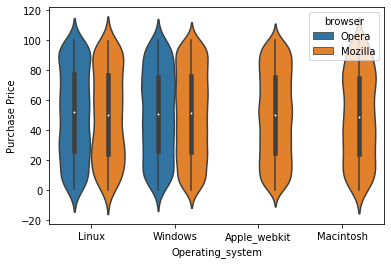 120
100
80
60
40
20
0
−20
Purchase Price
browser
Opera
Mozilla
Linux Windows Apple_webkit Macintosh
Operating_system